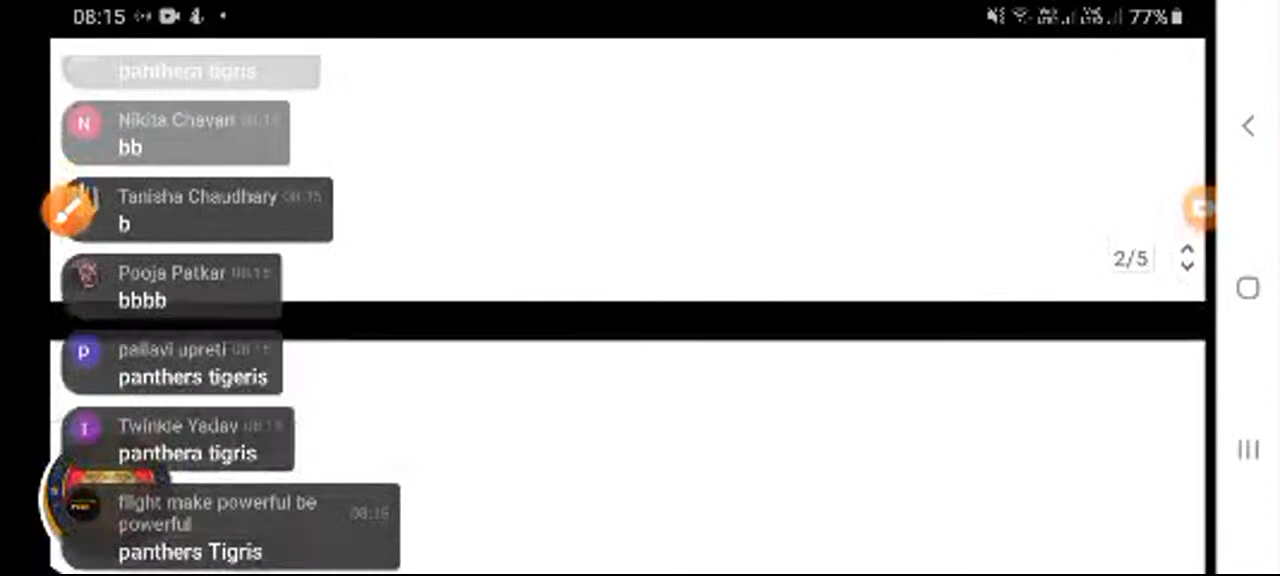 08:15 77%
panthera tigris
Nikita Chavan 08:15
bb
Tanisha Chaudhary 08:15
b
Pooja Patkar 08:15
bbbb
2/5
pallavi upreti 08:15
panthers tigeris
Twinkle Yadav 08:15
panthera tigris
flight make powerful be
powerful 08:15
panthers Tigris